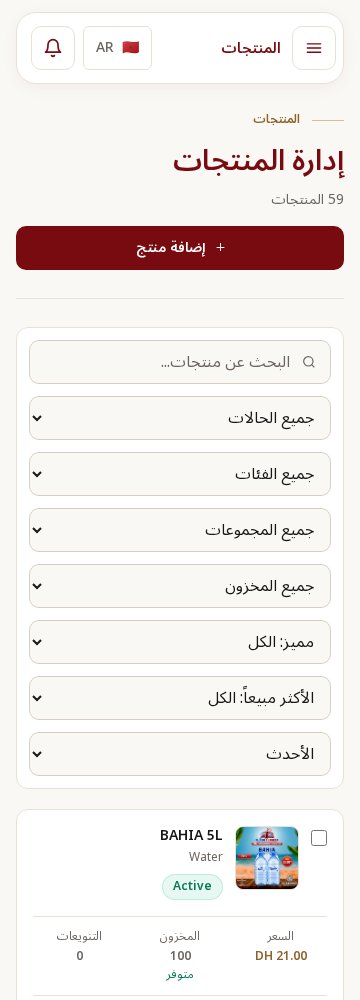 المنتجات
AR
المنتجات
إدارة المنتجات
59 المنتجات
+ إضافة منتج
البحث عن منتجات...
جميع الحالات
جميع الفئات
جميع المجموعات
جميع المخزون
مميز: الكل
الأكثر مبيعاً: الكل
الأحدث
BAHIA 5L
Water
Active
السعر
المخزون
التنويعات
DH 21.00
100
0
متوفر